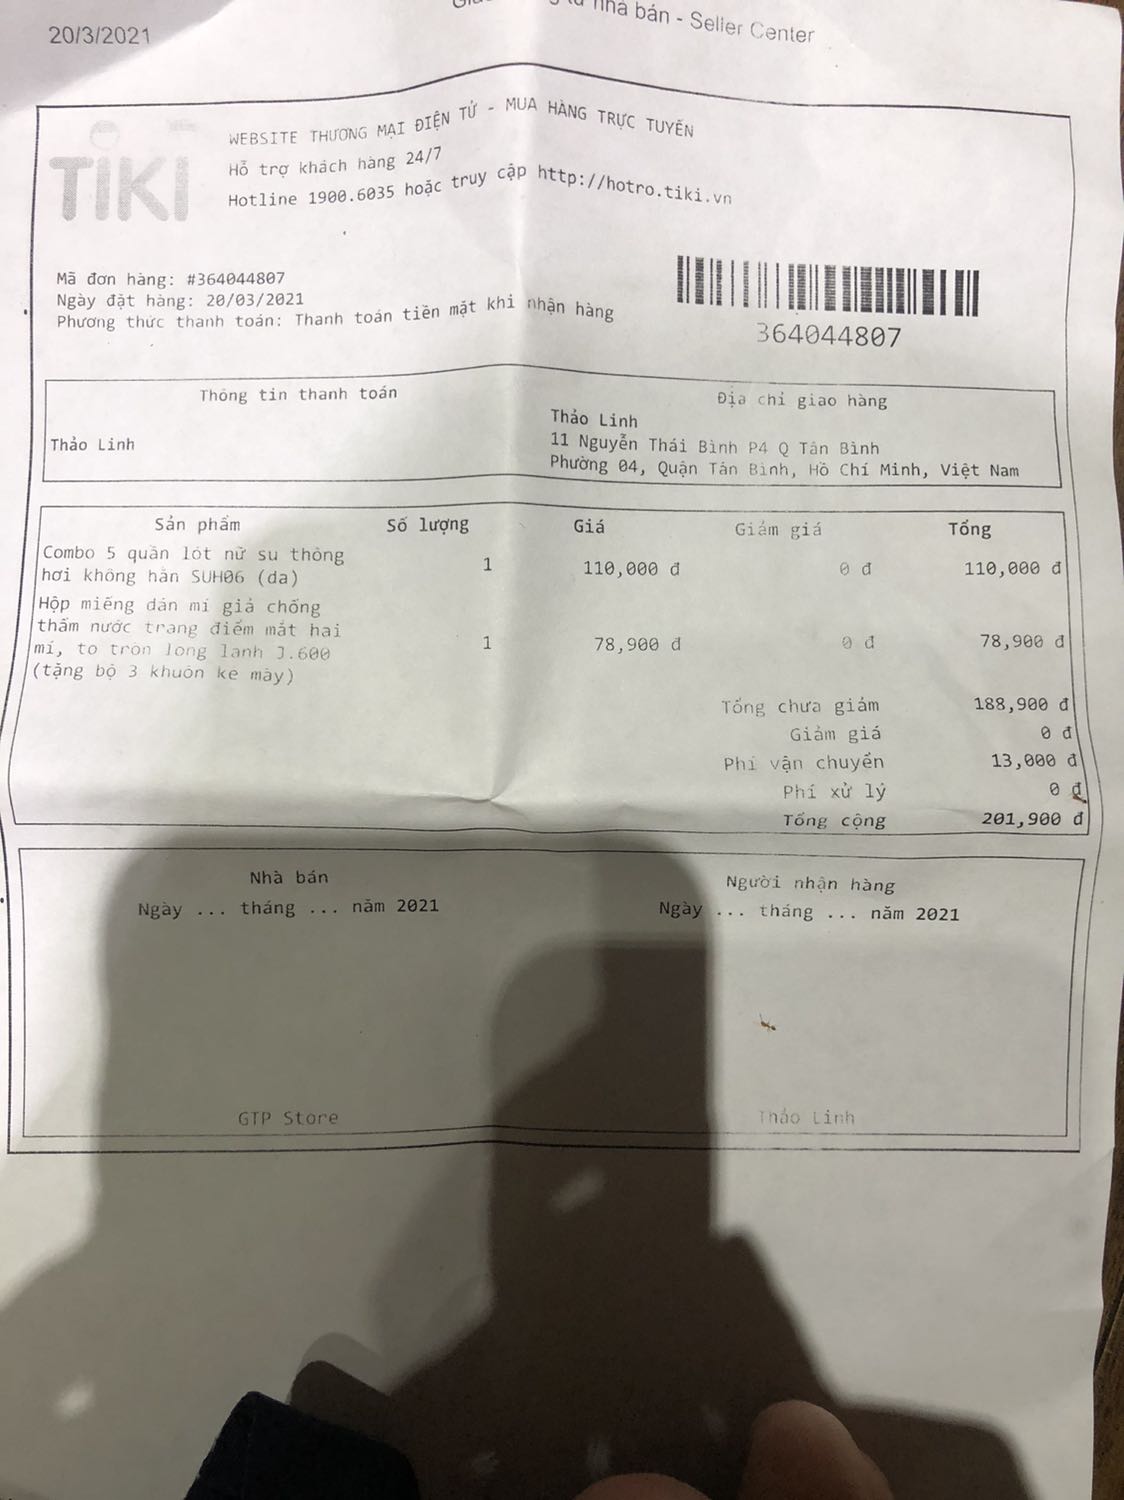 20/3/2021
nhà bán - Seller Center
TIKI
WEBSITE THƯƠNG MẠI ĐIỆN TỬ - MUA HÀNG TRỰC TUYẾN
Hỗ trợ khách hàng 24/7
Hotline 1900.6035 hoặc truy cập http://hotro.tiki.vn
Mã đơn hàng: #364044807
Ngày đặt hàng: 20/03/2021
Phương thức thanh toán: Thanh toán tiền mặt khi nhận hàng
364044807
Thông tin thanh toán
Thảo Linh
Địa chỉ giao hàng
Thảo Linh
11 Nguyễn Thái Bình P4 Q Tân Bình
Phường 04, Quận Tân Bình, Hồ Chí Minh, Việt Nam
Sản phẩm Số lượng Giá Giảm giá Tổng
Combo 5 quần lót nữ su thông
hơi không hằn SUH06 (da) 1 110,000 đ 0 đ 110,000 đ
Hộp miếng dán mí giả chống
thấm nước trang điểm mắt hai
mí, to tròn long lanh J.600 1 78,900 đ 0 đ 78,900 đ
(tặng bộ 3 khuôn kẻ mày)
Tổng chưa giảm 188,900 đ
Giảm giá 0 đ
Phí vận chuyển 13,000 đ
Phí xử lý 0 đ
Tổng cộng 201,900 đ
Nhà bán
Ngày ... tháng ... năm 2021
GTP Store
Người nhận hàng
Ngày ... tháng ... năm 2021
Thảo Linh